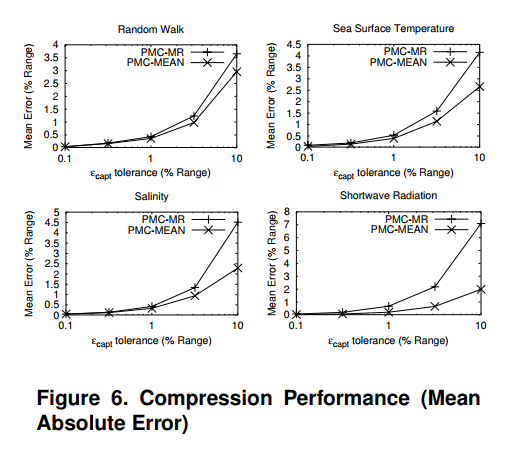 Random Walk
Mean Error (% Range)
4
3.5
3
2.5
2
1.5
1
0.5
0
PMC-MR
PMC-MEAN
0.1 1 10
εcapt tolerance (% Range)
Sea Surface Temperature
Mean Error (% Range)
4.5
4
3.5
3
2.5
2
1.5
1
0.5
0
PMC-MR
PMC-MEAN
0.1 1 10
εcapt tolerance (% Range)
Salinity
Mean Error (% Range)
5
4.5
4
3.5
3
2.5
2
1.5
1
0.5
0
PMC-MR
PMC-MEAN
0.1 1 10
εcapt tolerance (% Range)
Shortwave Radiation
Mean Error (% Range)
8
7
6
5
4
3
2
1
0
PMC-MR
PMC-MEAN
0.1 1 10
εcapt tolerance (% Range)
Figure 6. Compression Performance (Mean
Absolute Error)